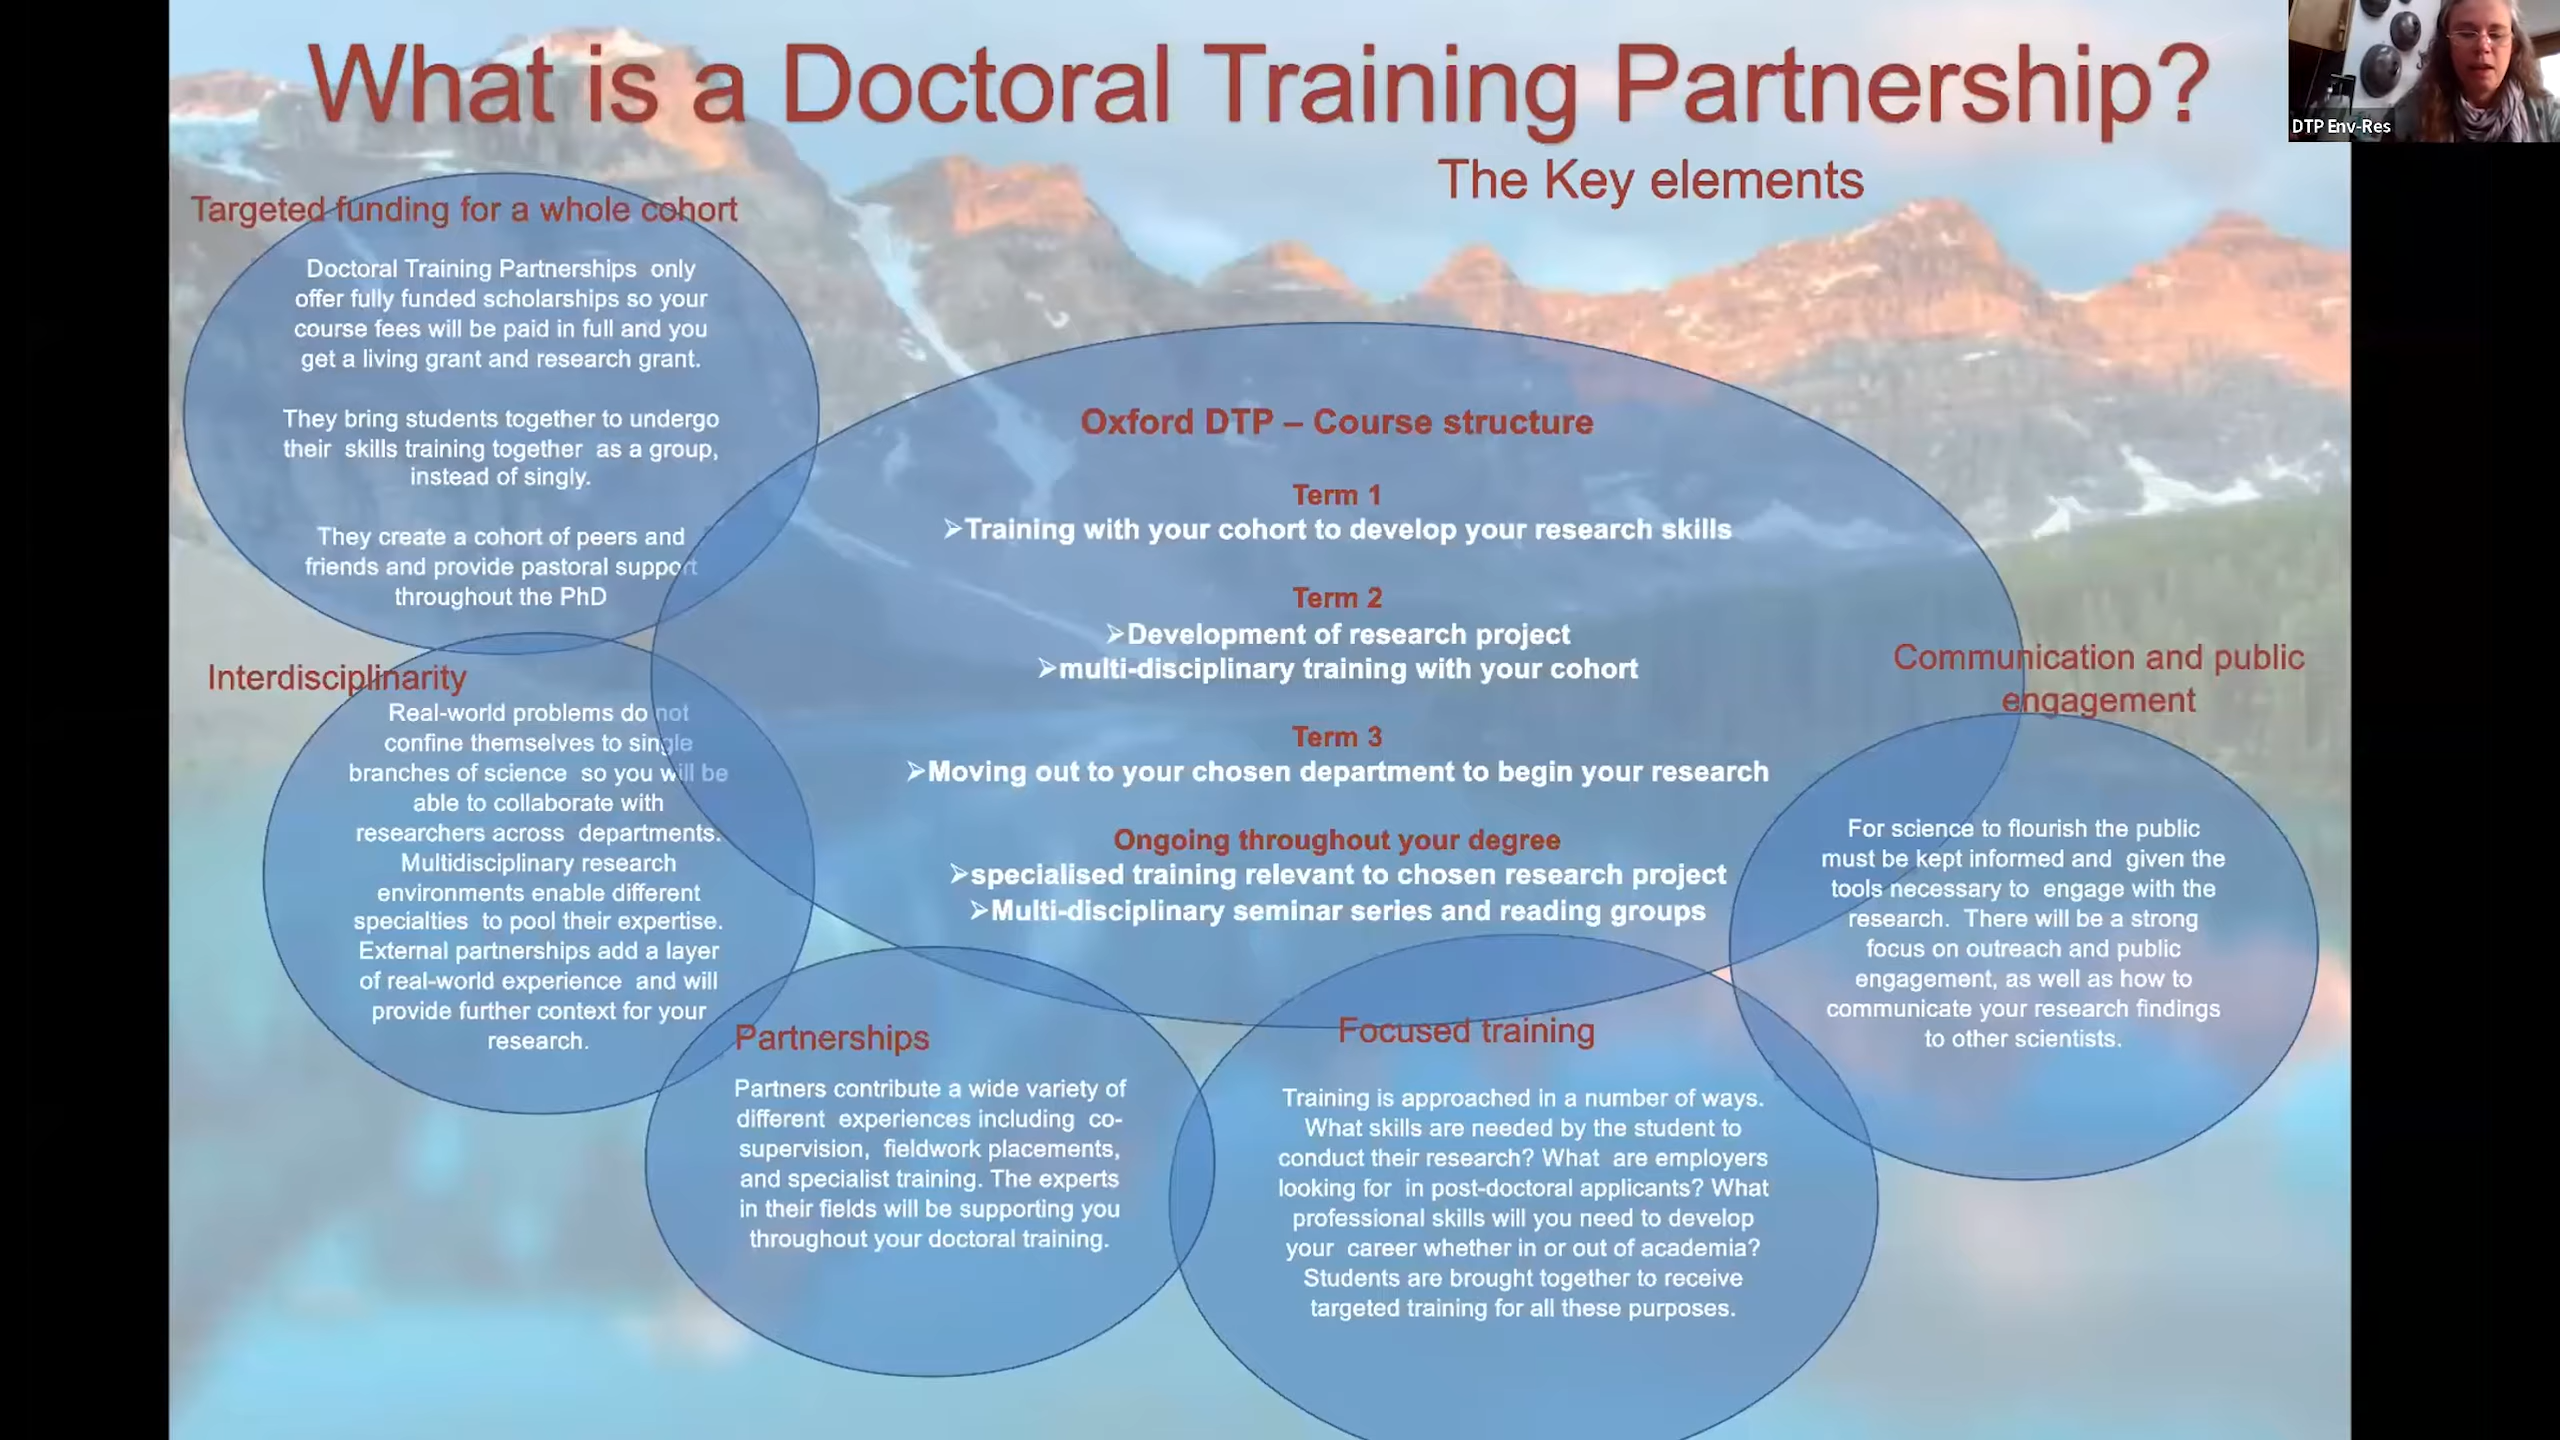 What is a Doctoral Training Partnership?
DTP Env-Res
The Key elements
Targeted funding for a whole cohort
Doctoral Training Partnerships only
offer fully funded scholarships so your
course fees will be paid in full and you
get a living grant and research grant.
They bring students together to undergo
their skills training together as a group,
instead of singly.
They create a cohort of peers and
friends and provide pastoral support
throughout the PhD
Oxford DTP – Course structure
Term 1
➢Training with your cohort to develop your research skills
Term 2
➢Development of research project
➢multi-disciplinary training with your cohort
Term 3
➢Moving out to your chosen department to begin your research
Ongoing throughout your degree
➢specialised training relevant to chosen research project
➢Multi-disciplinary seminar series and reading groups
Interdisciplinarity
Real-world problems do not
confine themselves to single
branches of science so you will be
able to collaborate with
researchers across departments.
Multidisciplinary research
environments enable different
specialties to pool their expertise.
External partnerships add a layer
of real-world experience and will
provide further context for your
research.
Partnerships
Partners contribute a wide variety of
different experiences including co-
supervision, fieldwork placements,
and specialist training. The experts
in their fields will be supporting you
throughout your doctoral training.
Focused training
Training is approached in a number of ways.
What skills are needed by the student to
conduct their research? What are employers
looking for in post-doctoral applicants? What
professional skills will you need to develop
your career whether in or out of academia?
Students are brought together to receive
targeted training for all these purposes.
Communication and public
engagement
For science to flourish the public
must be kept informed and given the
tools necessary to engage with the
research. There will be a strong
focus on outreach and public
engagement, as well as how to
communicate your research findings
to other scientists.